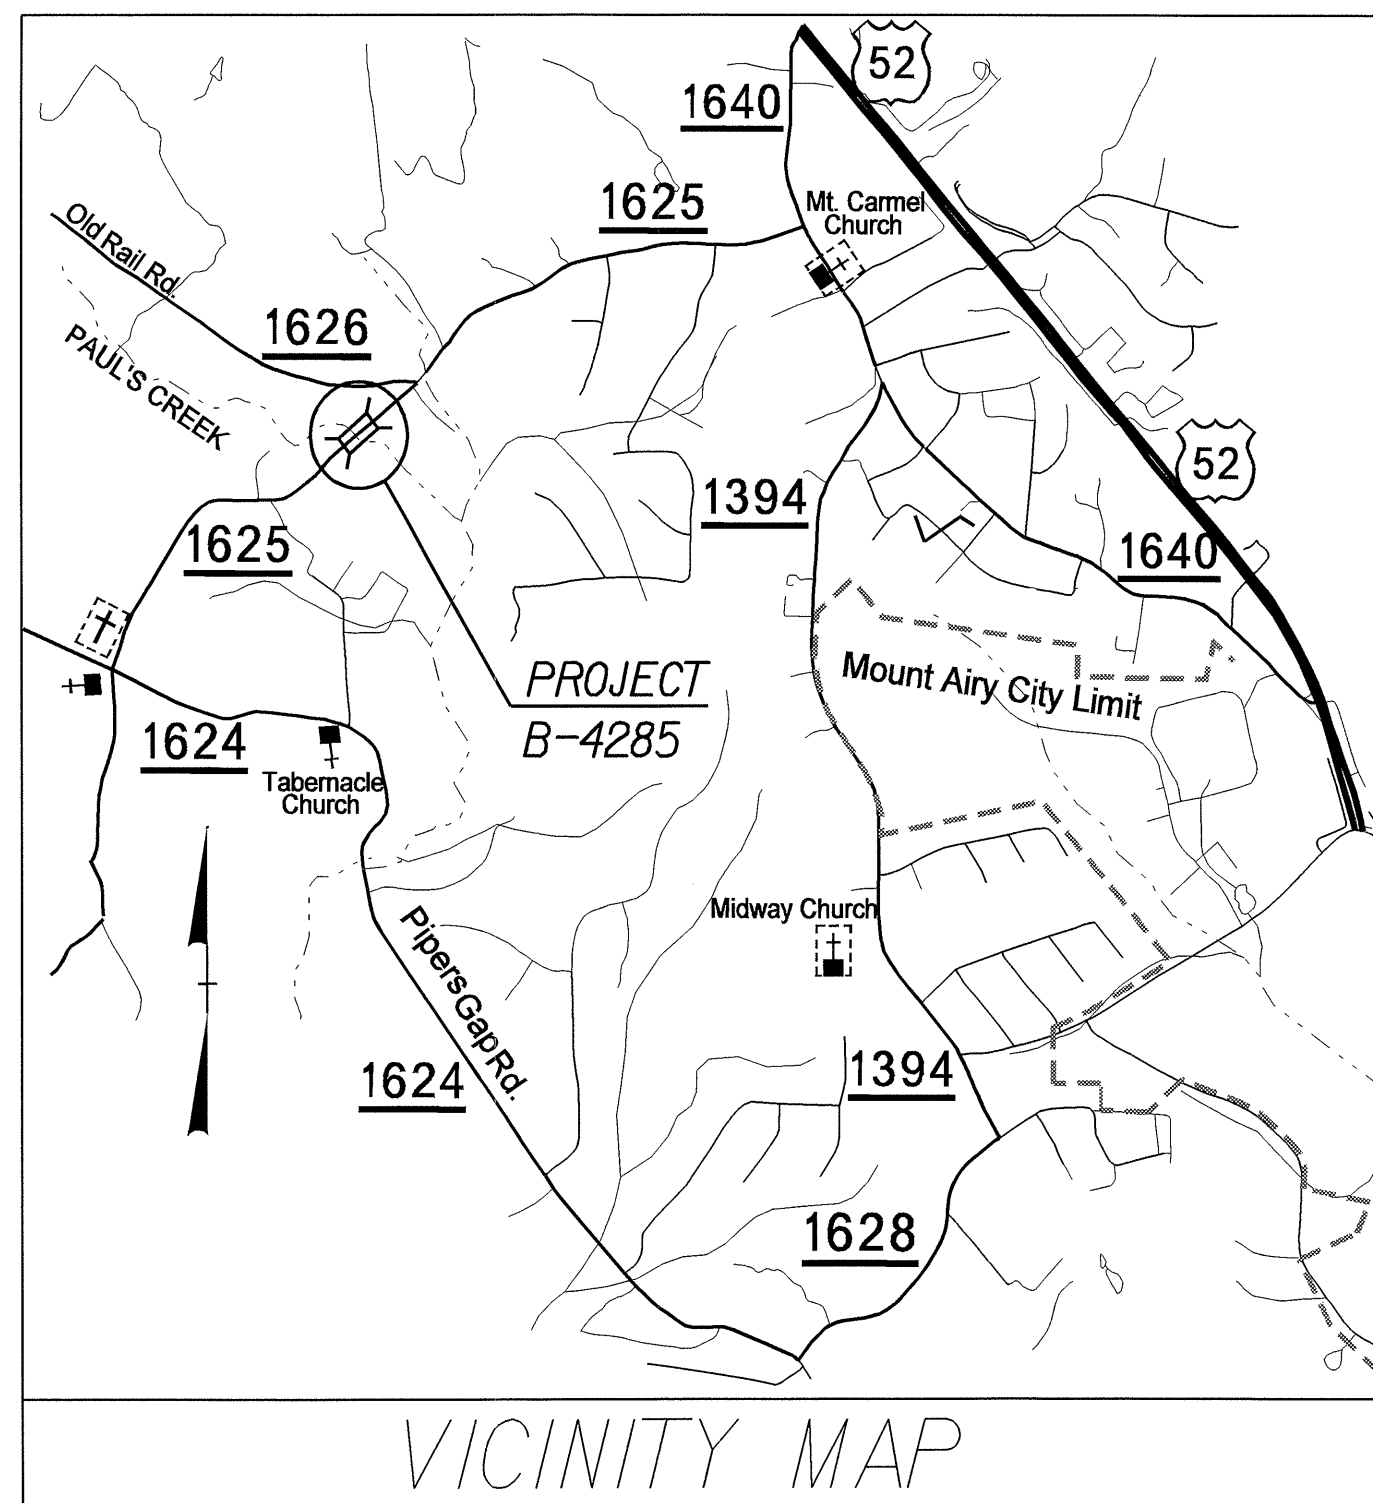 52
1640
1625
Mt. Carmel
Church
Old Rail Rd.
1626
PAUL'S CREEK
52
1394
1625
1640
PROJECT
B-4285
Mount Airy City Limit
1624
Tabernacle
Church
Midway Church
Pipers Gap Rd.
1624
1394
1628
VICINITY MAP